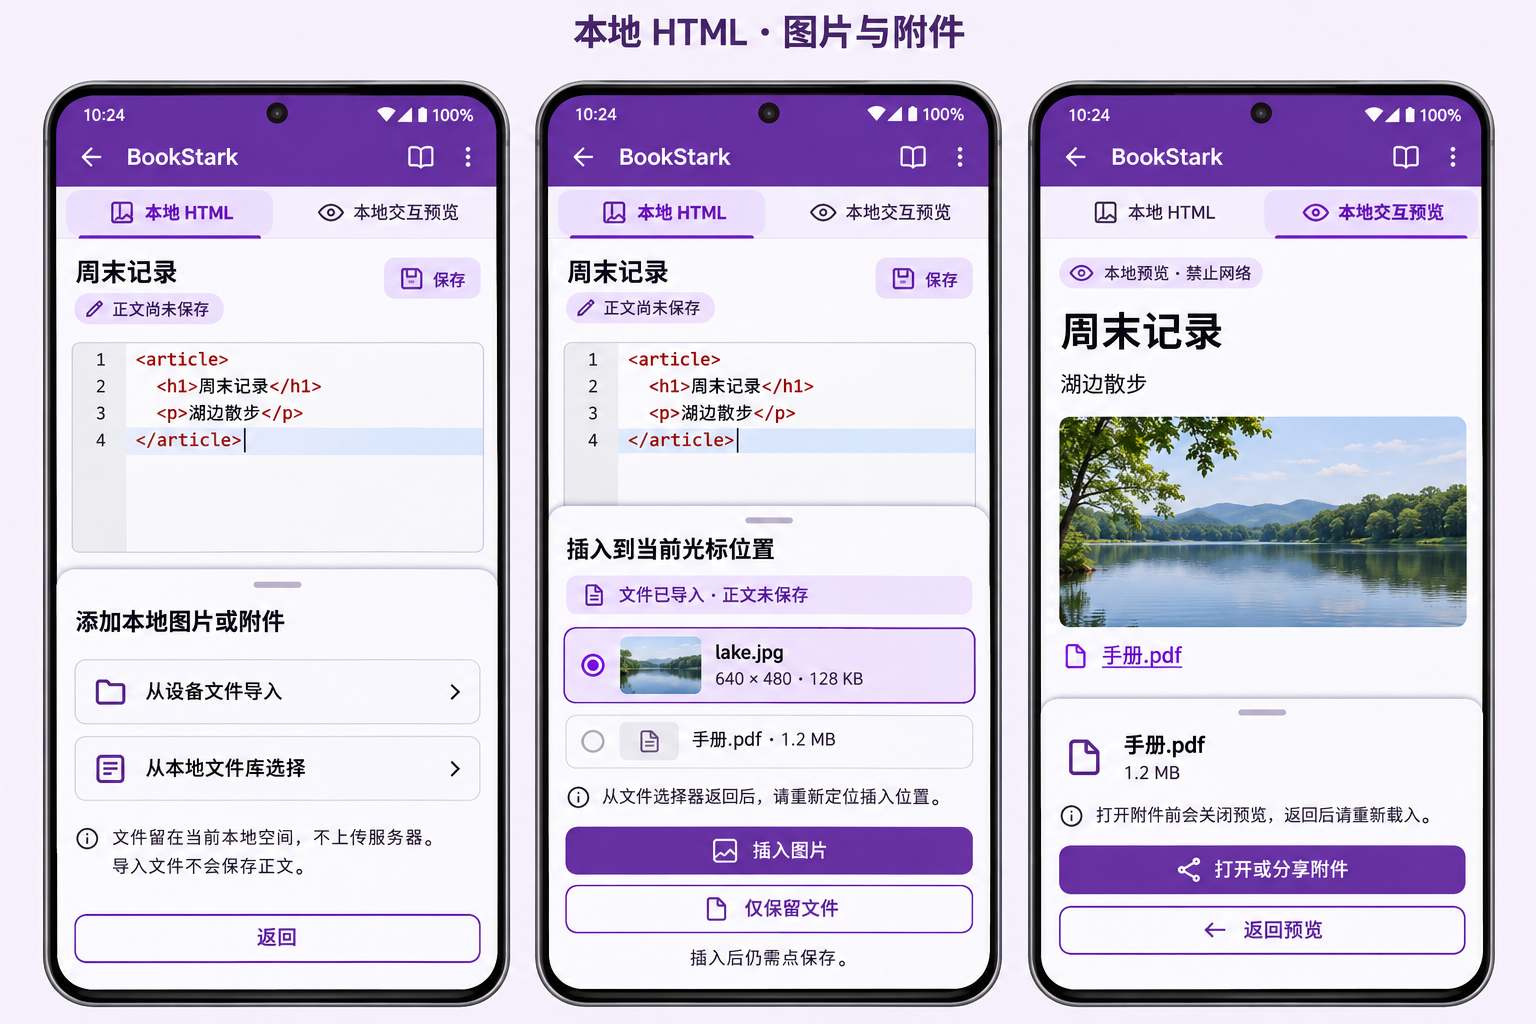 本地 HTML · 图片与附件
10:24
100%
BookStark
本地 HTML
本地交互预览
周末记录
保存
正文尚未保存
1 <article>
2 <h1>周末记录</h1>
3 <p>湖边散步</p>
4 </article>
添加本地图片或附件
从设备文件导入
从本地文件库选择
文件留在当前本地空间，不上传服务器。
导入文件不会保存正文。
返回
10:24
100%
BookStark
本地 HTML
本地交互预览
周末记录
保存
正文尚未保存
1 <article>
2 <h1>周末记录</h1>
3 <p>湖边散步</p>
4 </article>
插入到当前光标位置
文件已导入 · 正文未保存
lake.jpg
640 × 480 · 128 KB
手册.pdf · 1.2 MB
从文件选择器返回后，请重新定位插入位置。
插入图片
仅保留文件
插入后仍需点保存。
10:24
100%
BookStark
本地 HTML
本地交互预览
本地预览 · 禁止网络
周末记录
湖边散步
手册.pdf
手册.pdf
1.2 MB
打开附件前会关闭预览，返回后请重新载入。
打开或分享附件
返回预览